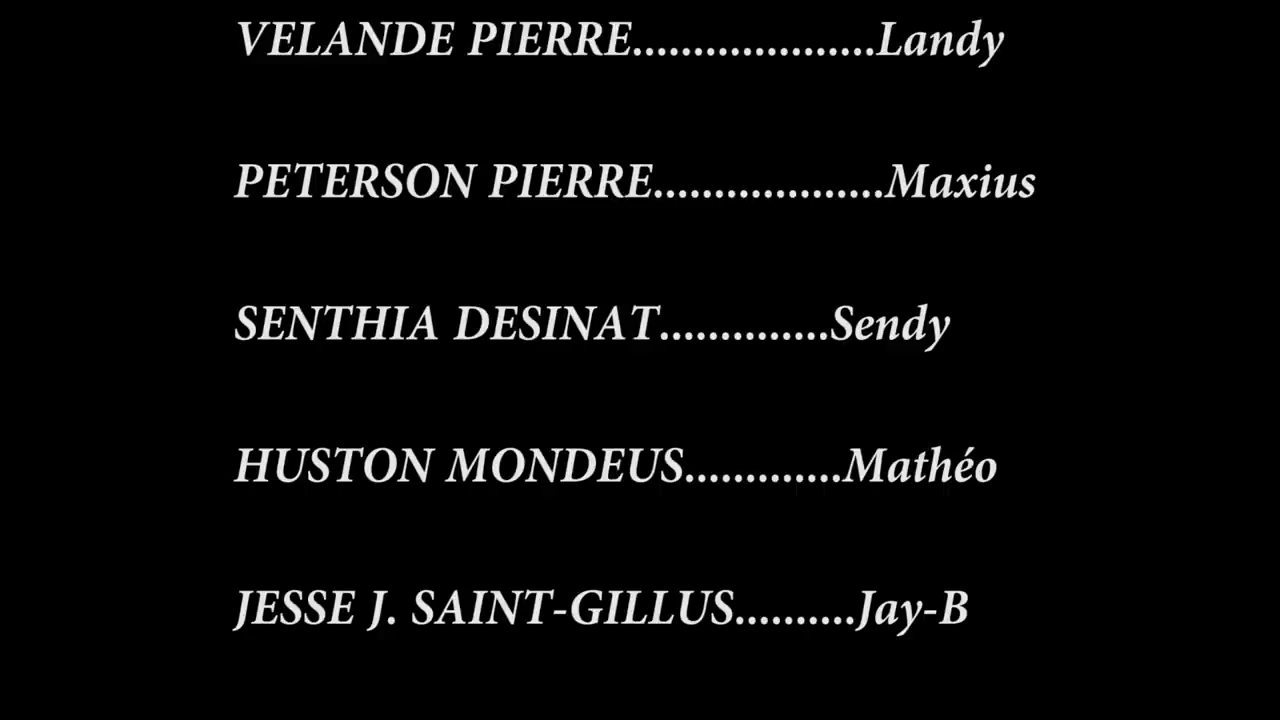 VELANDE PIERRE....................Landy
PETERSON PIERRE...................Maxius
SENTHIA DESINAT..............Sendy
HUSTON MONDEUS.............Mathéo
JESSE J. SAINT-GILLUS..........Jay-B